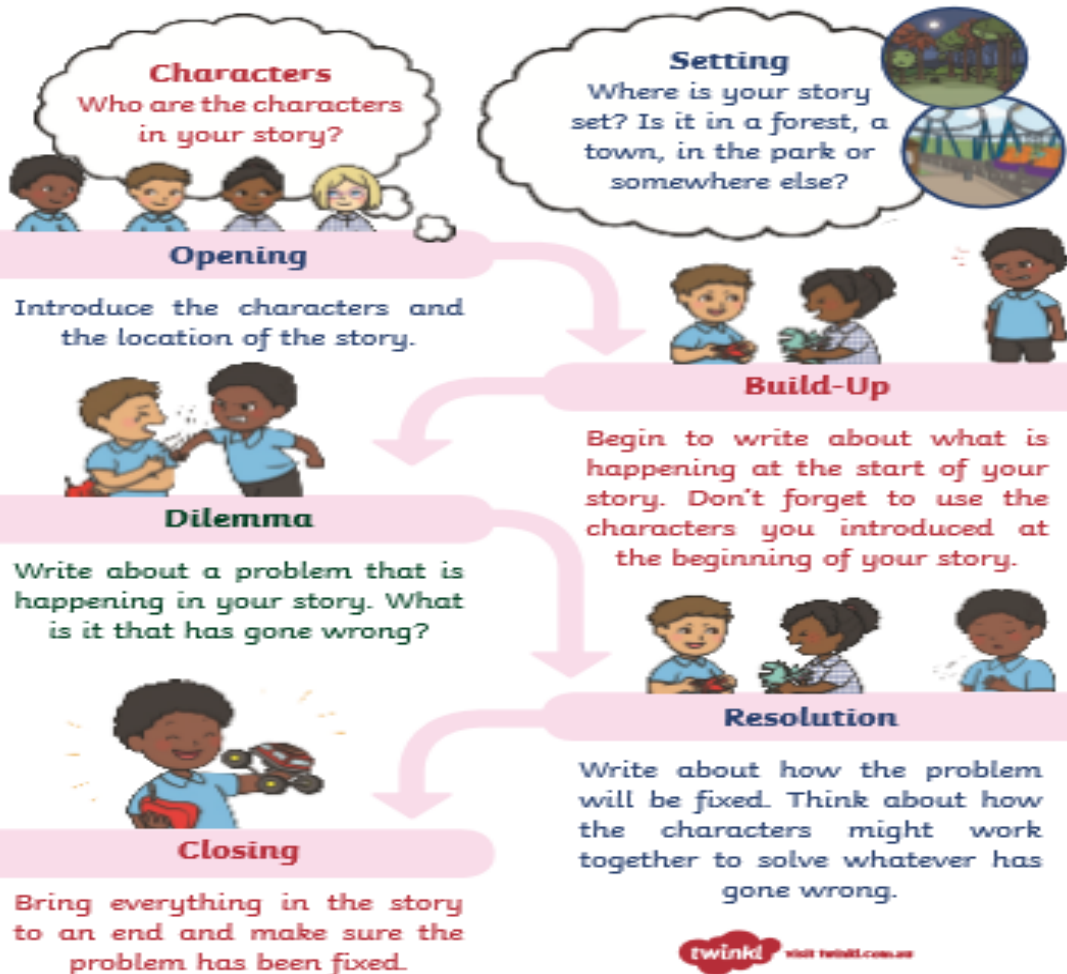 Characters
Who are the characters
in your story?
Setting
Where is your story
set? Is it in a forest, a
town, in the park or
somewhere else?
Opening
Introduce the characters and
the location of the story.
Build-Up
Begin to write about what is
happening at the start of your
story. Don't forget to use the
characters you introduced at
the beginning of your story.
Dilemma
Write about a problem that is
happening in your story. What
is it that has gone wrong?
Resolution
Write about how the problem
will be fixed. Think about how
the characters might work
together to solve whatever has
gone wrong.
Closing
Bring everything in the story
to an end and make sure the
problem has been fixed.
twinkl visit twinkl.com.au